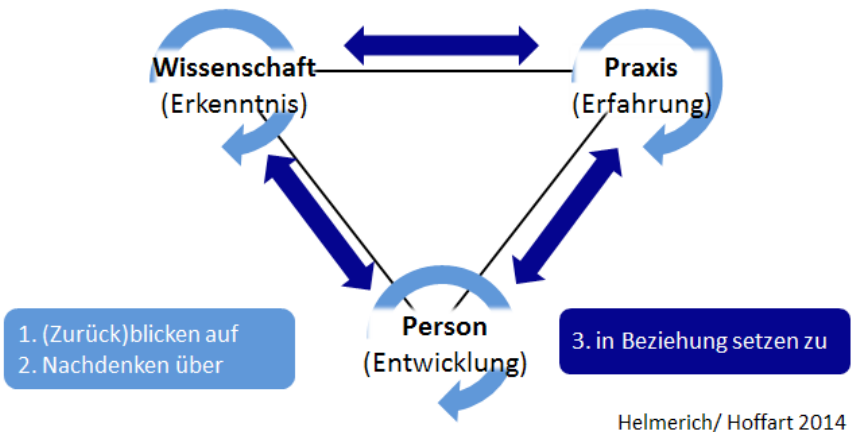 Wissenschaft
(Erkenntnis)
Praxis
(Erfahrung)
Person
(Entwicklung)
1. (Zurück)blicken auf
2. Nachdenken über
3. in Beziehung setzen zu
Helmerich/ Hoffart 2014